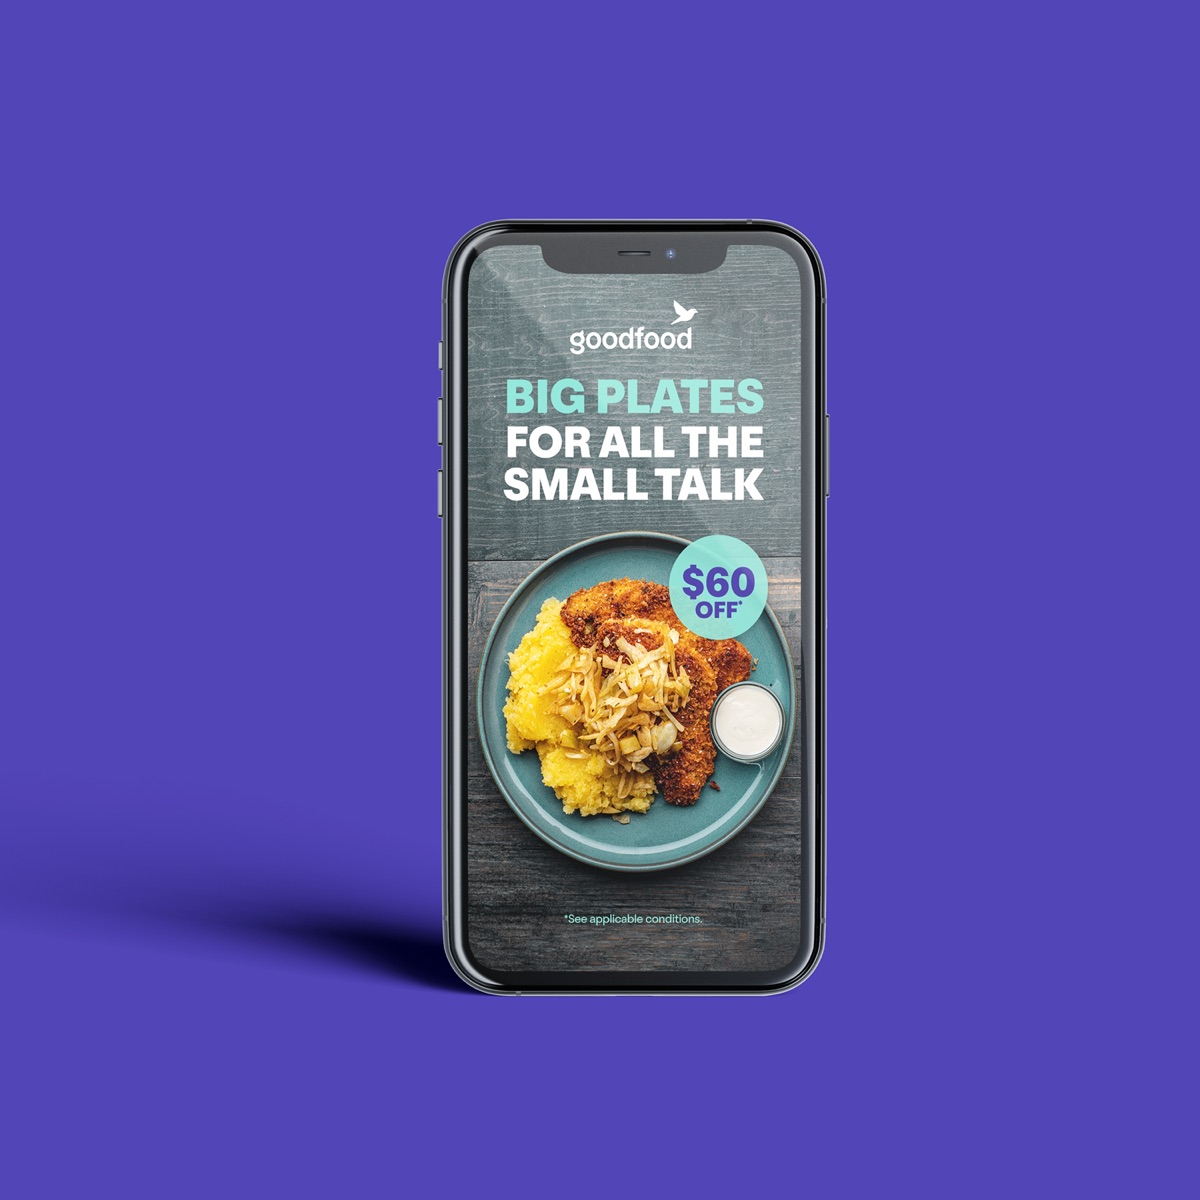 goodfood
BIG PLATES
FOR ALL THE
SMALL TALK
$60
OFF*
*See applicable conditions.